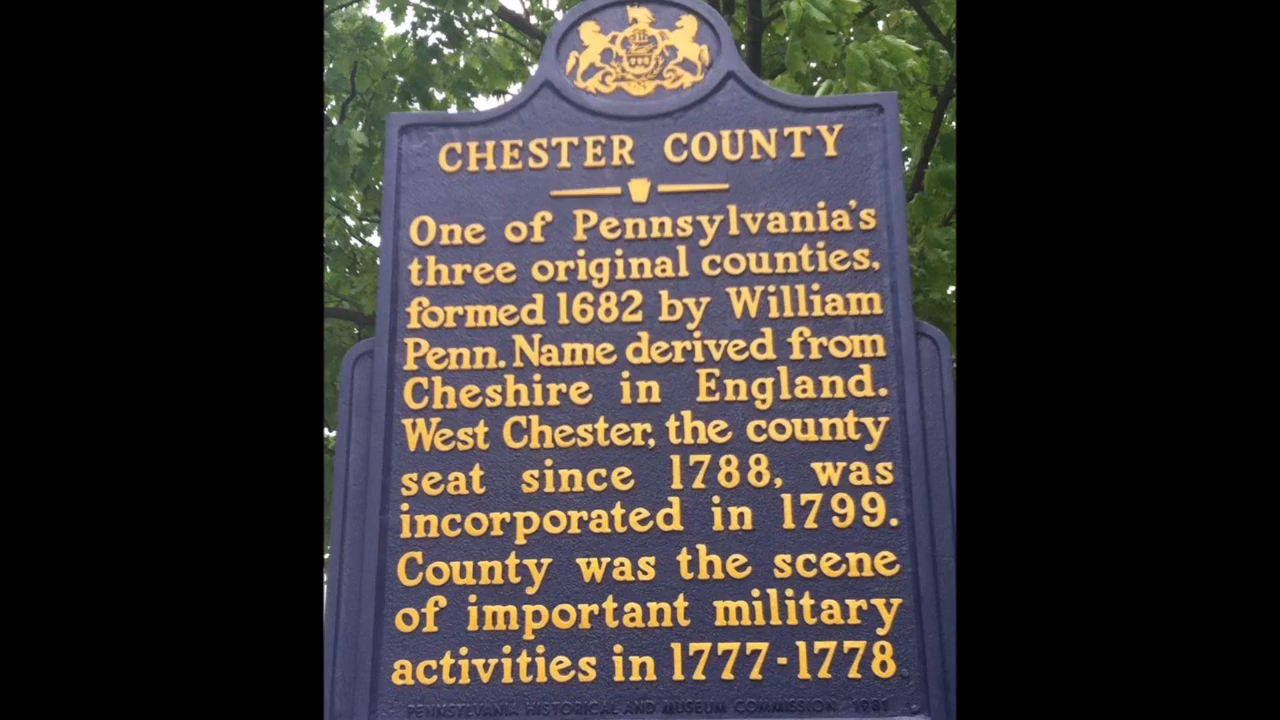 CHESTER COUNTY
One of Pennsylvania's
three original counties,
formed 1682 by William
Penn. Name derived from
Cheshire in England.
West Chester, the county
seat since 1788, was
incorporated in 1799.
County was the scene
of important military
activities in 1777-1778.
PENNSYLVANIA HISTORICAL AND MUSEUM COMMISSION 1981